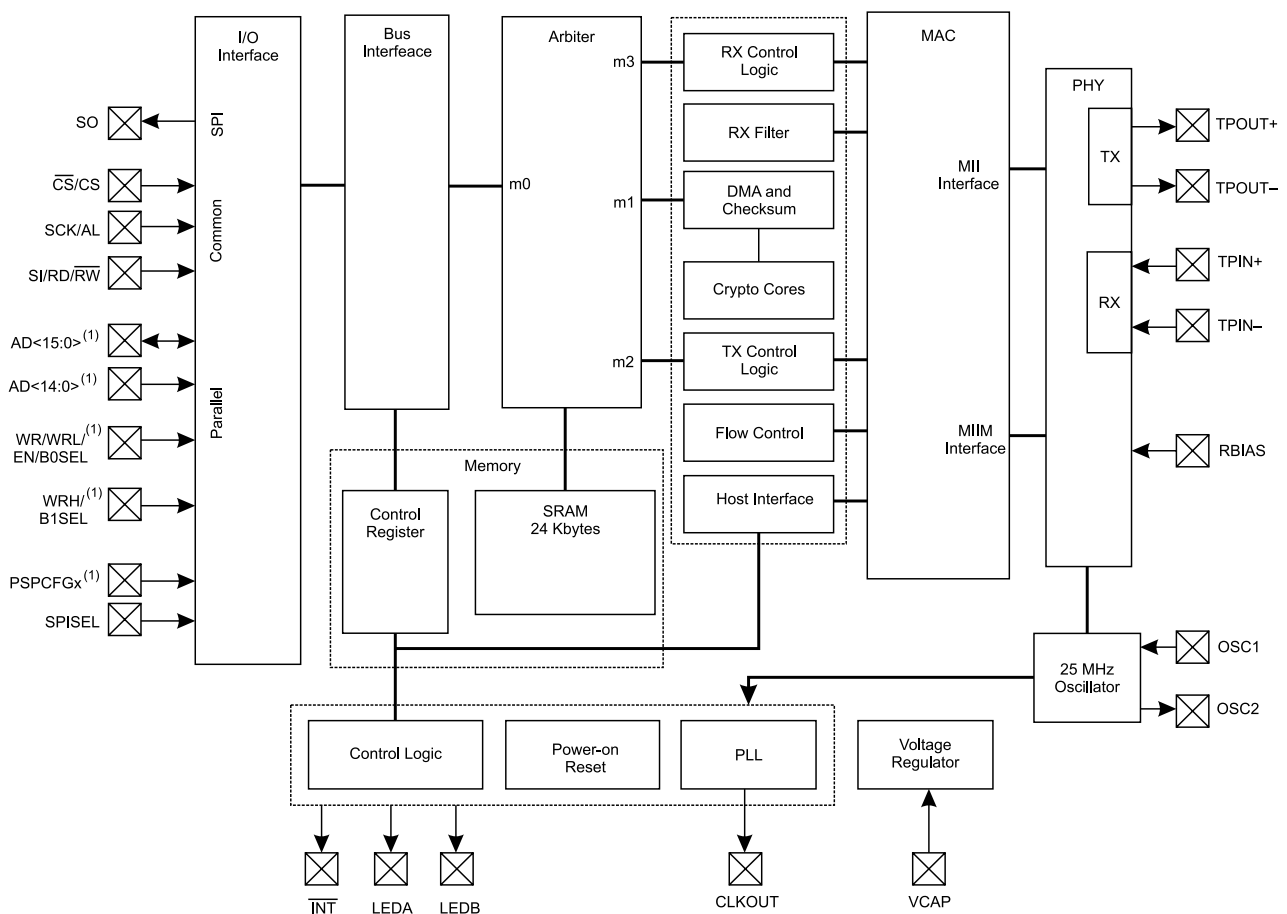 I/O
Interface
SPI
Common
Parallel
SO
CS/CS
SCK/AL
SI/RD/RW
AD<15:0>(1)
AD<14:0>(1)
WR/WRL/(1)
EN/B0SEL
WRH/(1)
B1SEL
PSPCFGx(1)
SPISEL
Bus
Interfeace
Arbiter
m3
m0
m1
m2
RX Control
Logic
RX Filter
DMA and
Checksum
Crypto Cores
TX Control
Logic
Flow Control
Host Interface
MAC
MII
Interface
MIIM
Interface
PHY
TX
RX
TPOUT+
TPOUT–
TPIN+
TPIN–
RBIAS
Memory
Control
Register
SRAM
24 Kbytes
25 MHz
Oscillator
OSC1
OSC2
Control Logic
Power-on
Reset
PLL
Voltage
Regulator
INT
LEDA
LEDB
CLKOUT
VCAP